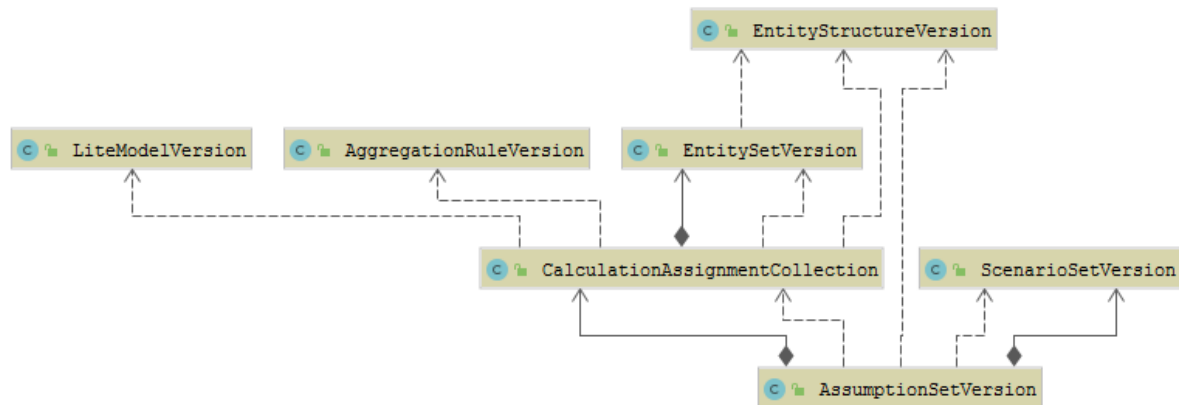 C EntityStructureVersion
C LiteModelVersion
C AggregationRuleVersion
C EntitySetVersion
C CalculationAssignmentCollection
C ScenarioSetVersion
C AssumptionSetVersion